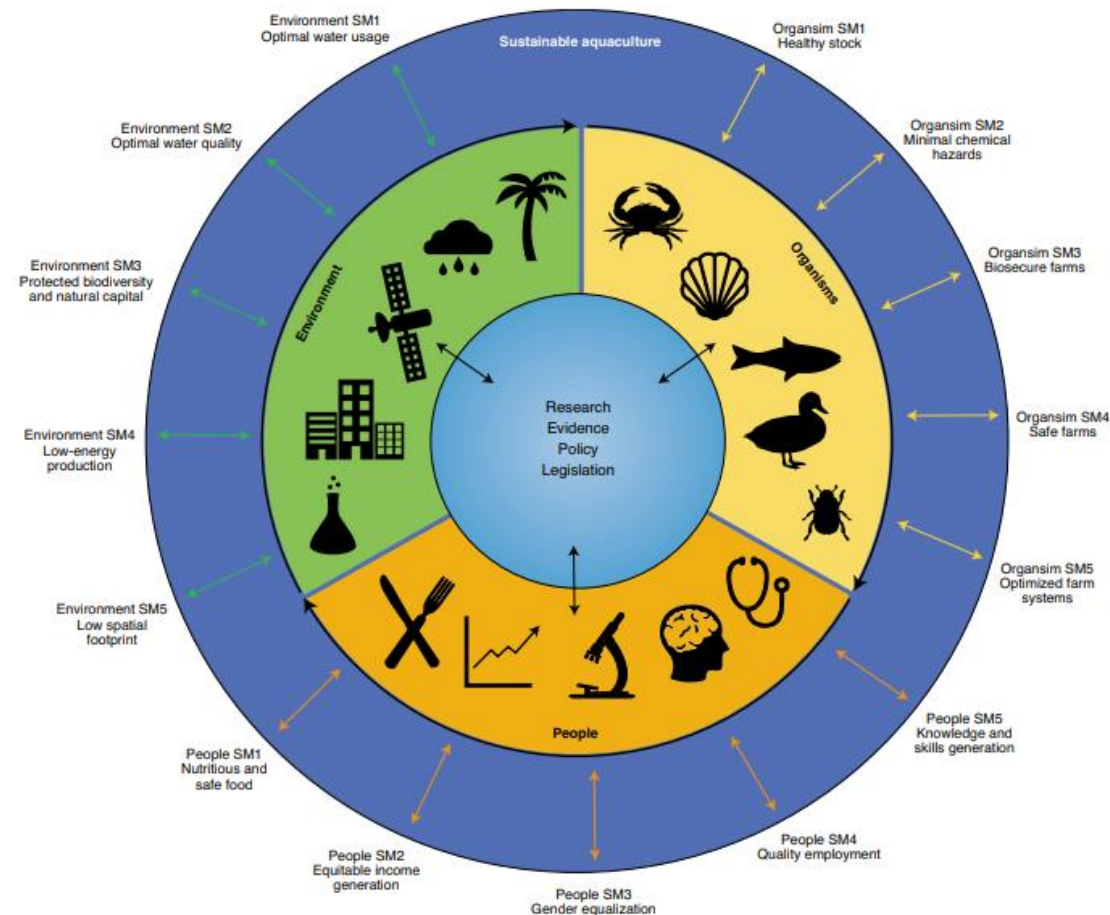 Environment SM1
Optimal water usage
Sustainable aquaculture
Organsim SM1
Healthy stock
Environment SM2
Optimal water quality
Organsim SM2
Minimal chemical
hazards
Environment SM3
Protected biodiversity
and natural capital
Environment
Organisms
Organsim SM3
Biosecure farms
Research
Evidence
Policy
Legislation
Environment SM4
Low-energy
production
Organsim SM4
Safe farms
Environment SM5
Low spatial
footprint
Organsim SM5
Optimized farm
systems
People
People SM1
Nutritious and
safe food
People SM5
Knowledge and
skills generation
People SM2
Equitable income
generation
People SM4
Quality employment
People SM3
Gender equalization